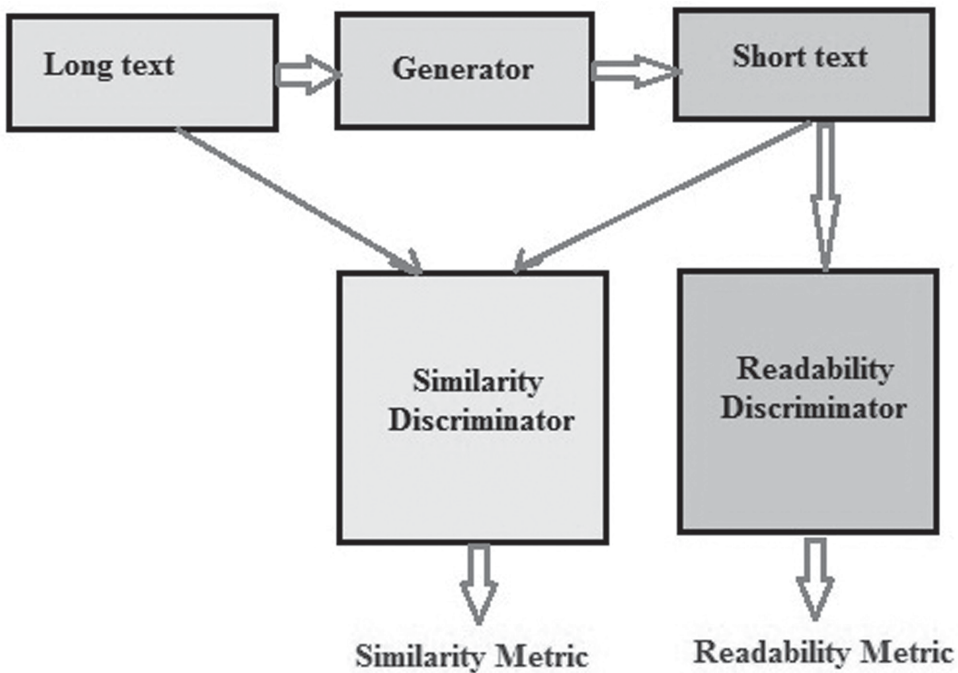 Long text
Generator
Short text
Similarity
Discriminator
Readability
Discriminator
Similarity Metric
Readability Metric